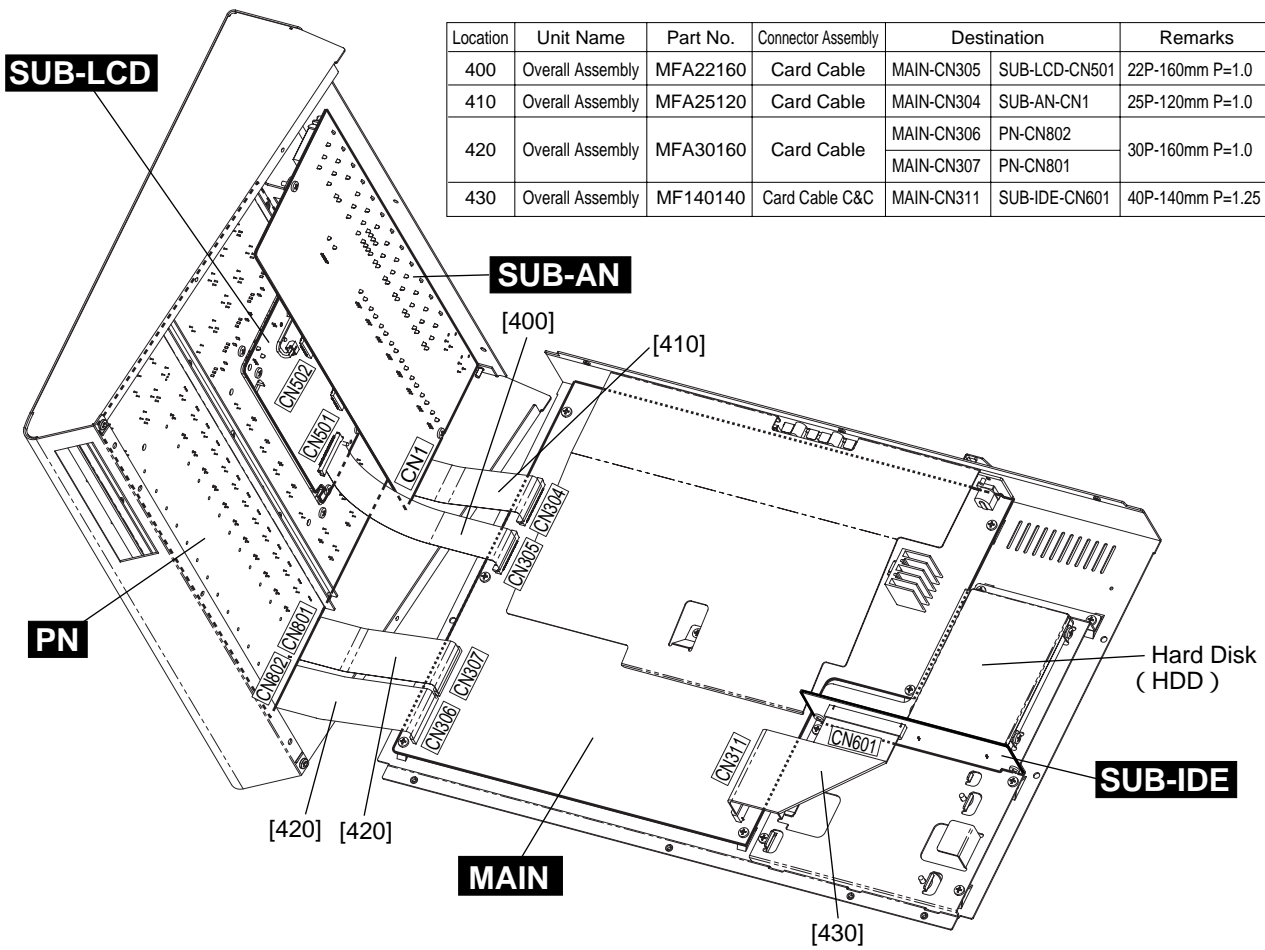 Location Unit Name Part No. Connector Assembly Destination Remarks
400 Overall Assembly MFA22160 Card Cable MAIN-CN305 SUB-LCD-CN501 22P-160mm P=1.0
410 Overall Assembly MFA25120 Card Cable MAIN-CN304 SUB-AN-CN1 25P-120mm P=1.0
420 Overall Assembly MFA30160 Card Cable MAIN-CN306 PN-CN802 30P-160mm P=1.0
MAIN-CN307 PN-CN801
430 Overall Assembly MF140140 Card Cable C&C MAIN-CN311 SUB-IDE-CN601 40P-140mm P=1.25
SUB-LCD
SUB-AN
[400]
[410]
CN502
CN501
CN1
CN304
CN305
PN
CN802
CN801
CN307
CN306
Hard Disk
( HDD )
CN601
CN311
SUB-IDE
[420]
[420]
MAIN
[430]